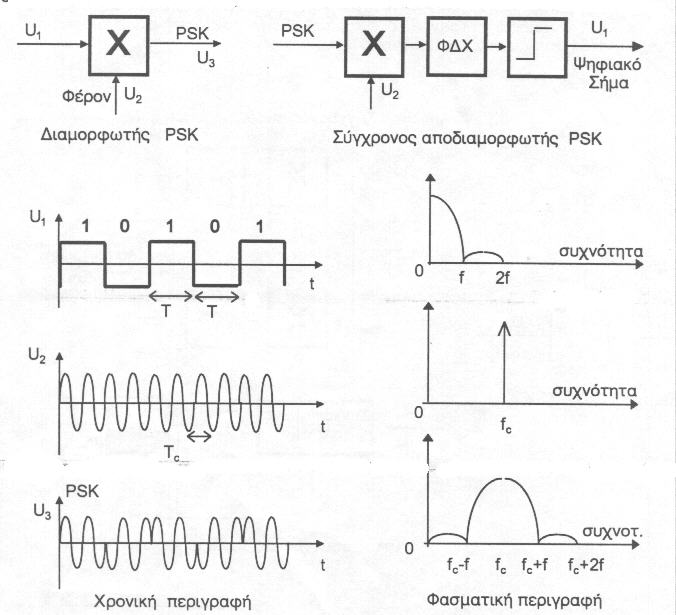 U1 X PSK U3
Φέρον U2
Διαμορφωτής PSK
PSK X ΦΔΧ U1
U2 Ψηφιακό
Σήμα
Σύγχρονος αποδιαμορφωτής PSK
U1 1 0 1 0 1
t
T T
0 f 2f συχνότητα
U2
t
Tc
0 fc συχνότητα
PSK
U3
t
Χρονική περιγραφή
0 συχνοτ.
fc-f fc fc+f fc+2f
Φασματική περιγραφή